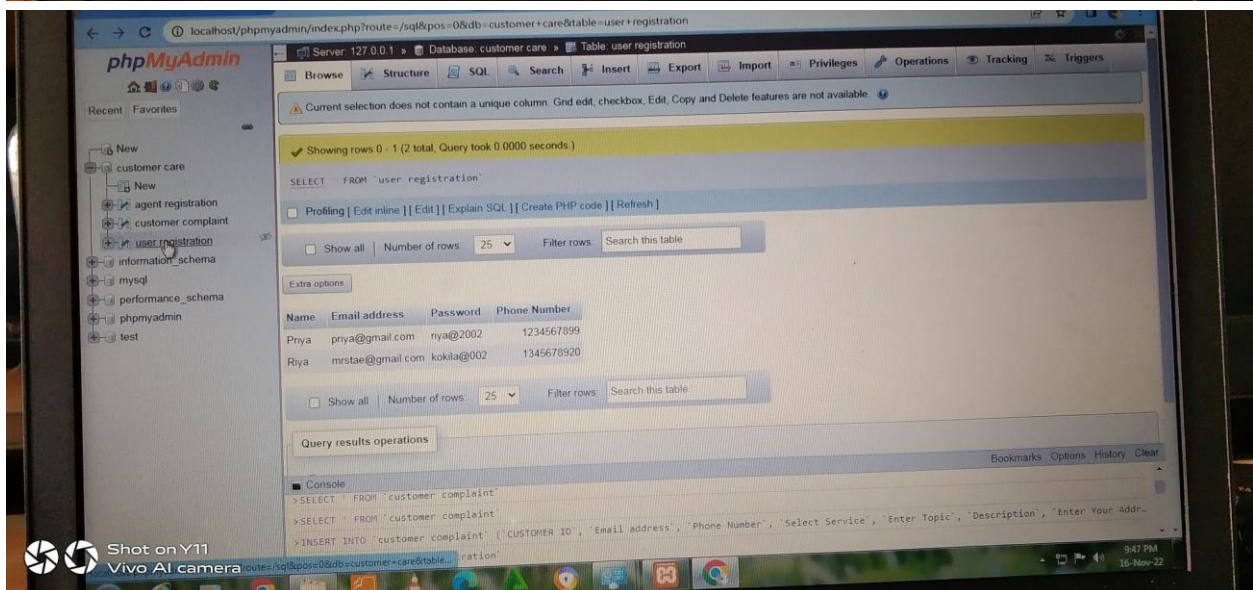 localhost/phpmyadmin/index.php?route=/sql&pos=0&db=customer+care&table=user+registration
phpMyAdmin
Recent Favorites
New
customer care
New
agent registration
customer complaint
user registration
information_schema
mysql
performance_schema
phpmyadmin
test
Server: 127.0.0.1 » Database: customer care » Table: user registration
Browse Structure SQL Search Insert Export Import Privileges Operations Tracking Triggers
Current selection does not contain a unique column. Grid edit, checkbox, Edit, Copy and Delete features are not available.
Showing rows 0 - 1 (2 total, Query took 0.0000 seconds.)
SELECT FROM `user registration`
Profiling [ Edit inline ] [ Edit ] [ Explain SQL ] [ Create PHP code ] [ Refresh ]
Show all | Number of rows: 25 Filter rows: Search this table
Extra options
Name Email address Password Phone Number
Priya priya@gmail.com riya@2002 1234567899
Riya mrstae@gmail.com kokila@002 1345678920
Show all | Number of rows: 25 Filter rows: Search this table
Query results operations
Bookmarks Options History Clear
Console
>SELECT * FROM `customer complaint`
>SELECT * FROM `customer complaint`
>INSERT INTO `customer complaint` (`CUSTOMER ID`, `Email address`, `Phone Number`, `Select Service`, `Enter Topic`, `Description`, `Enter Your Addr...
route=/sql&pos=0&db=customer+care&table...
9:47 PM
16-Nov-22
Shot on Y11
Vivo AI camera